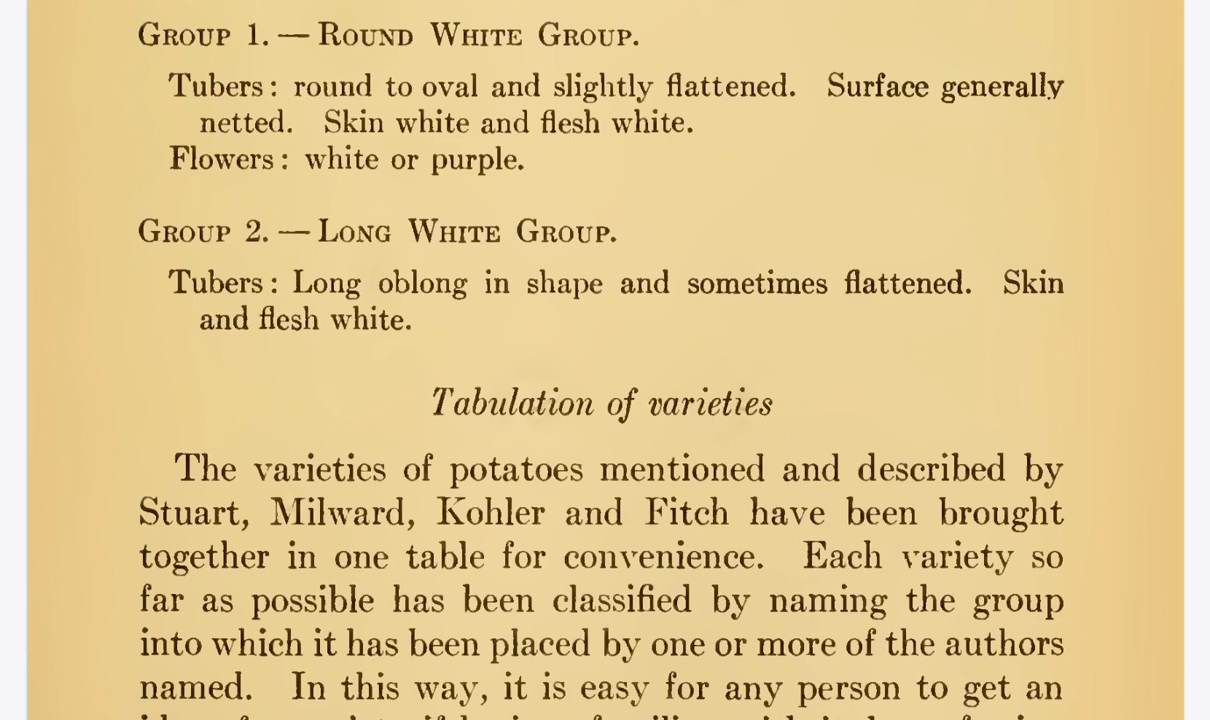 Group 1. — Round White Group.
Tubers: round to oval and slightly flattened. Surface generally
netted. Skin white and flesh white.
Flowers: white or purple.
Group 2. — Long White Group.
Tubers: Long oblong in shape and sometimes flattened. Skin
and flesh white.
Tabulation of varieties
The varieties of potatoes mentioned and described by
Stuart, Milward, Kohler and Fitch have been brought
together in one table for convenience. Each variety so
far as possible has been classified by naming the group
into which it has been placed by one or more of the authors
named. In this way, it is easy for any person to get an